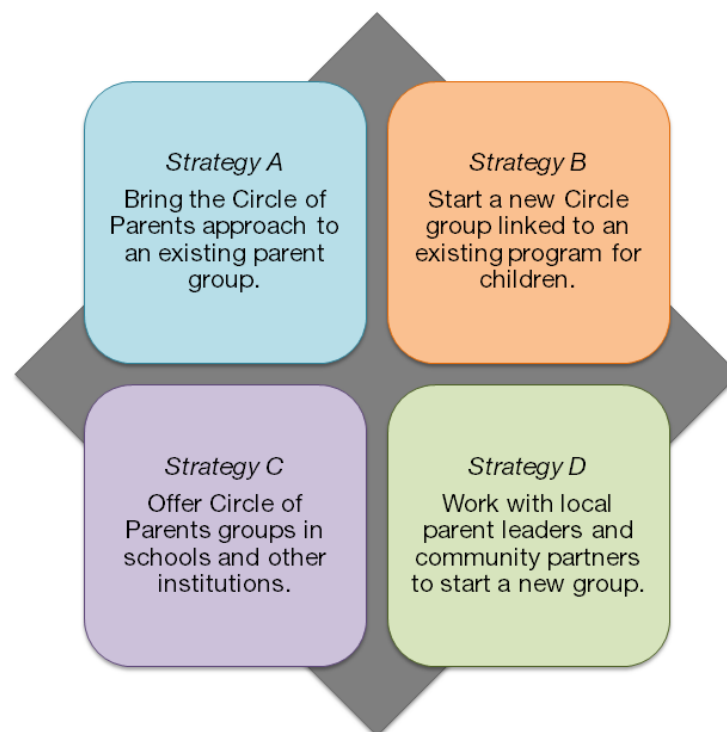 Strategy A
Bring the Circle of
Parents approach to
an existing parent
group.
Strategy B
Start a new Circle
group linked to an
existing program for
children.
Strategy C
Offer Circle of
Parents groups in
schools and other
institutions.
Strategy D
Work with local
parent leaders and
community partners
to start a new group.